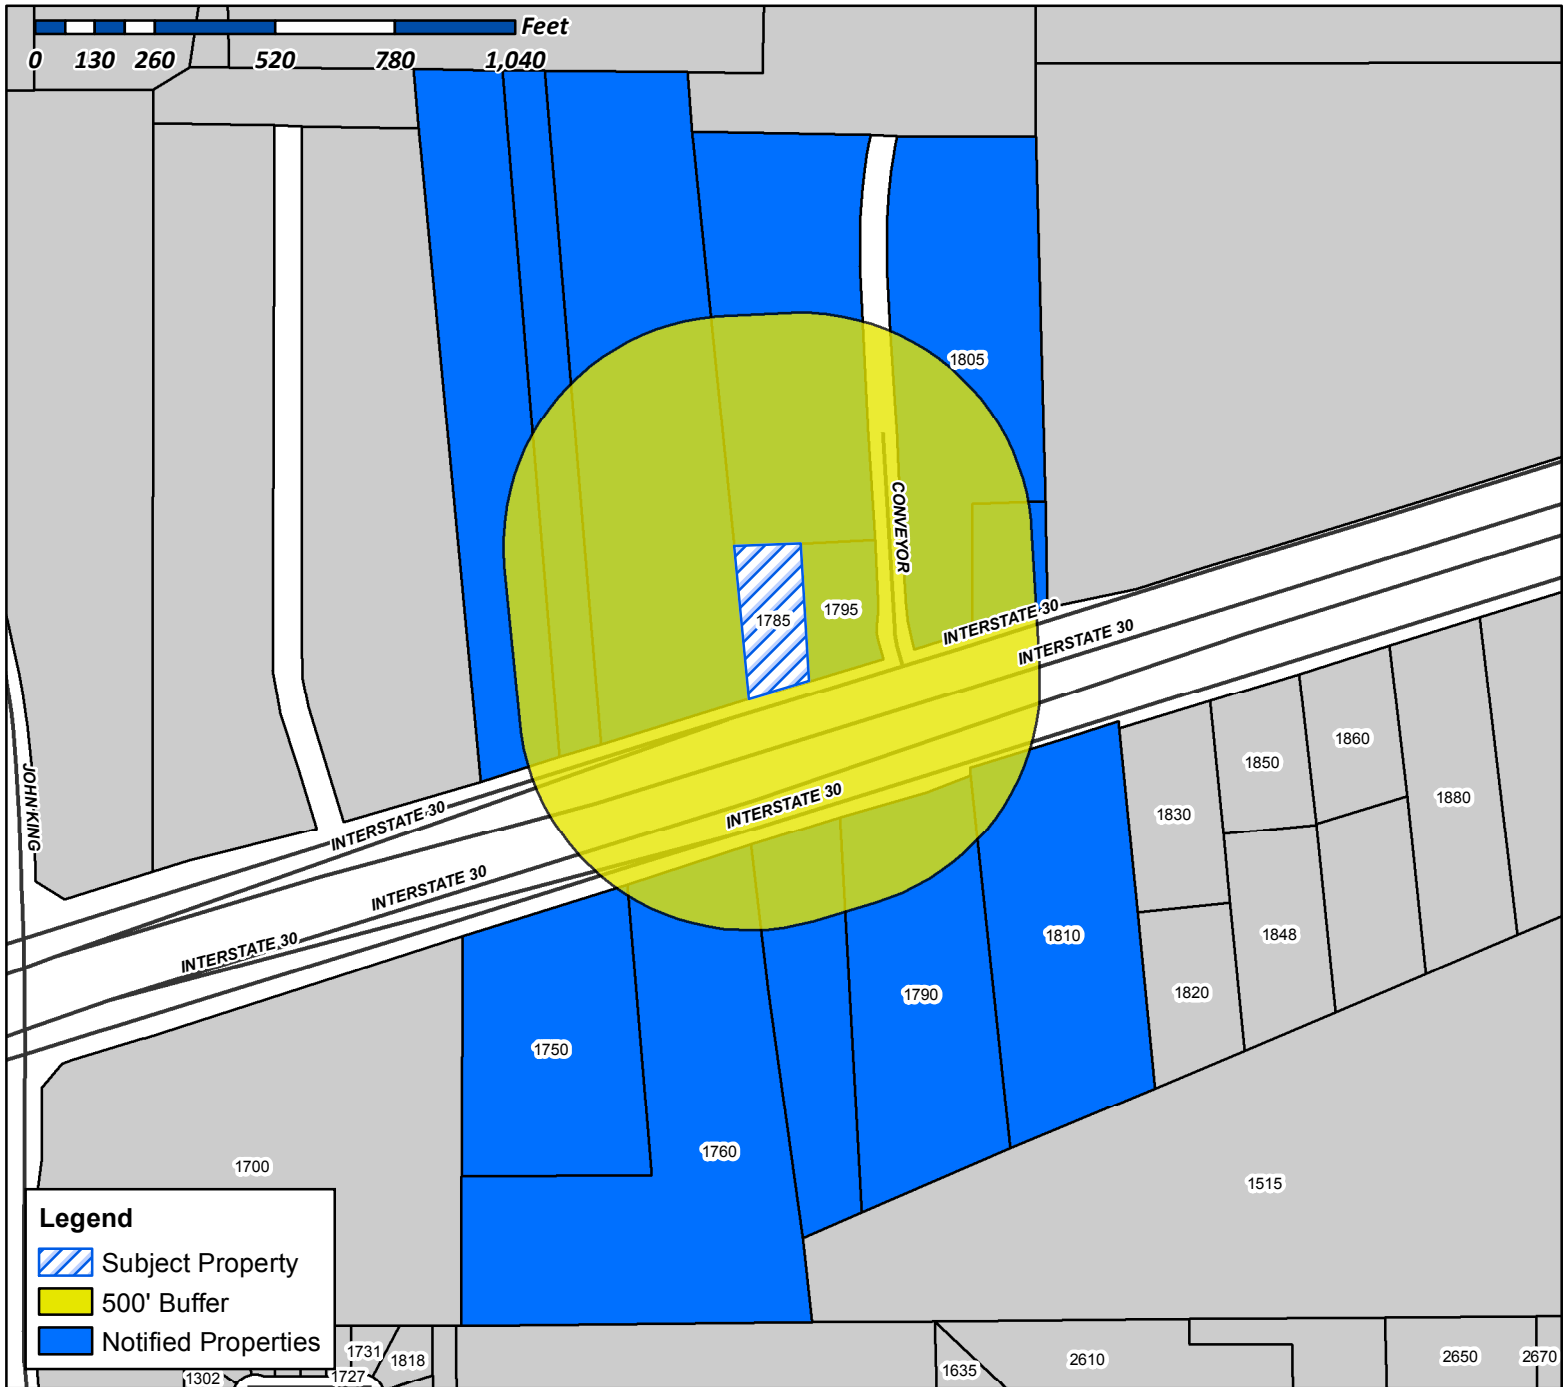 Feet
0 130 260 520 780 1,040
1805
CONVEYOR
1795
1785
INTERSTATE 30
INTERSTATE 30
1860
1850
1880
JOHN KING
INTERSTATE 30
INTERSTATE 30
1830
INTERSTATE 30
1810
1848
INTERSTATE 30
1790
1820
1750
1760
1700
1515
Legend
Subject Property
500' Buffer
Notified Properties
1731
1818
1302
1727
1635
2610
2650
2670